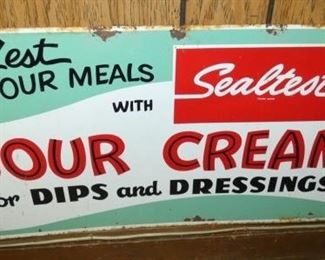 est
OUR MEALS
WITH
Sealtest
OUR CREAM
or DIPS and DRESSINGS